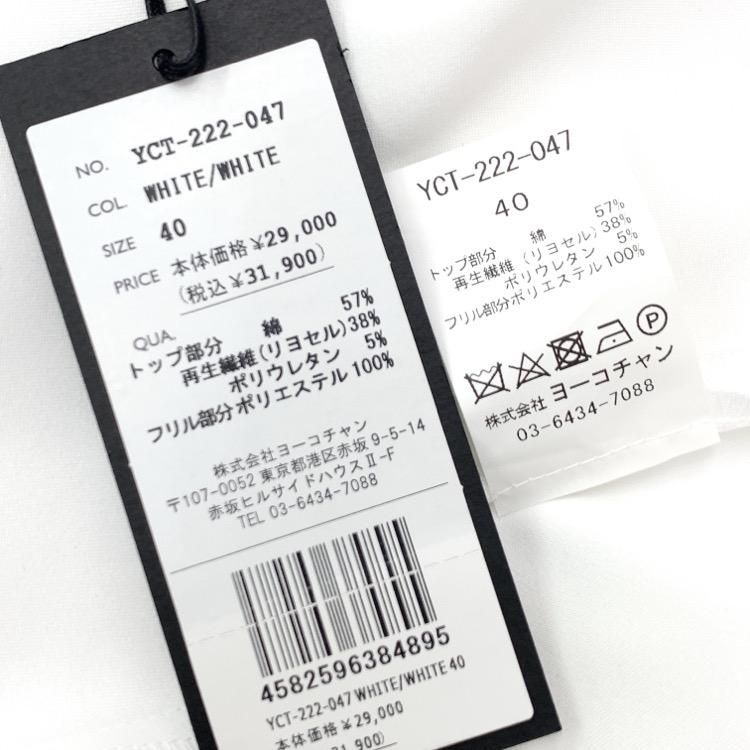 NO. YCT-222-047
COL. WHITE/WHITE
SIZE 40
PRICE 本体価格¥29,000
(税込¥31,900)
QUA.
トップ部分 綿 57%
再生繊維(リヨセル)38%
ポリウレタン 5%
フリル部分ポリエステル100%
株式会社ヨーコチャン
〒107-0052 東京都港区赤坂 9-5-14
赤坂ヒルサイドハウスⅡ-F
TEL 03-6434-7088
4582596384895
YCT-222-047 WHITE/WHITE 40
本体価格¥29,000
¥31,900)
YCT-222-047
40
トップ部分 綿 57%
再生繊維(リヨセル)38%
ポリウレタン 5%
フリル部分ポリエステル100%
P
株式会社 ヨーコチャン
03-6434-7088